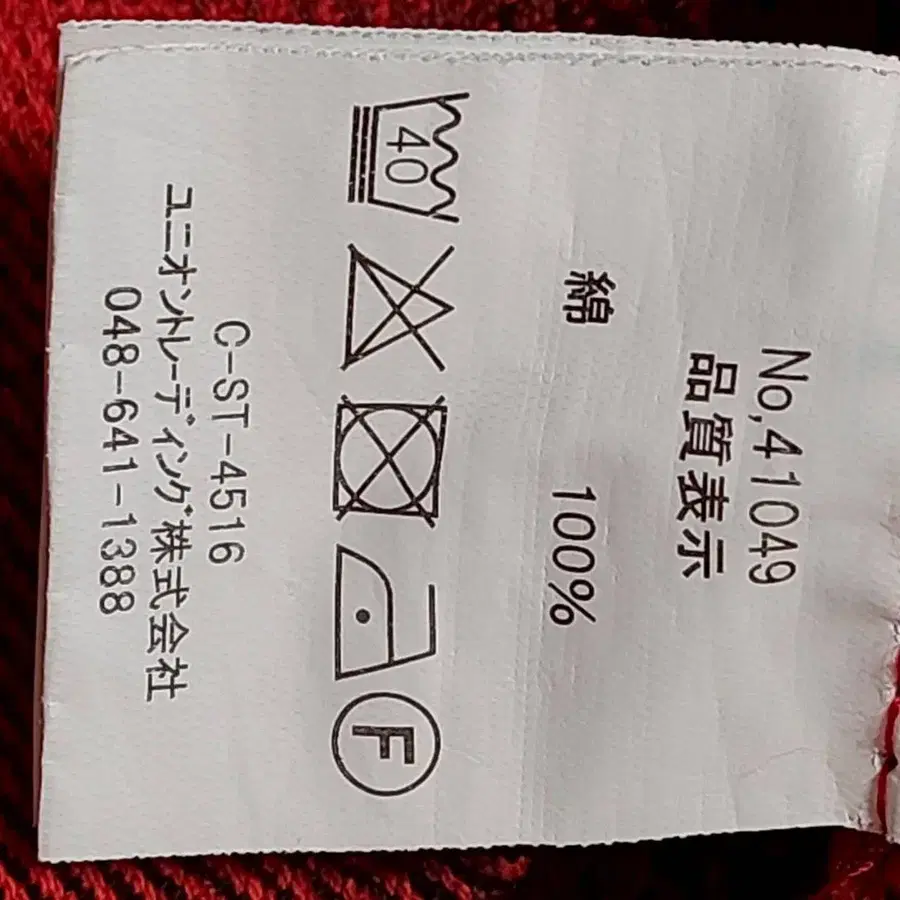 No,41049
品質表示
綿 100%
40
F
C-ST-4516
ユニオントレーディング株式会社
048-641-1388